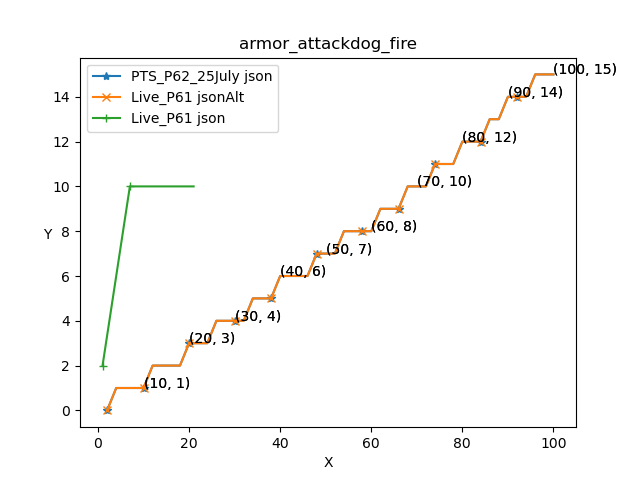 armor_attackdog_fire
PTS_P62_25July json
Live_P61 jsonAlt
Live_P61 json
(100, 15)
(90, 14)
(80, 12)
(70, 10)
(60, 8)
(50, 7)
(40, 6)
(30, 4)
(20, 3)
(10, 1)
Y
14
12
10
8
6
4
2
0
0 20 40 60 80 100
X